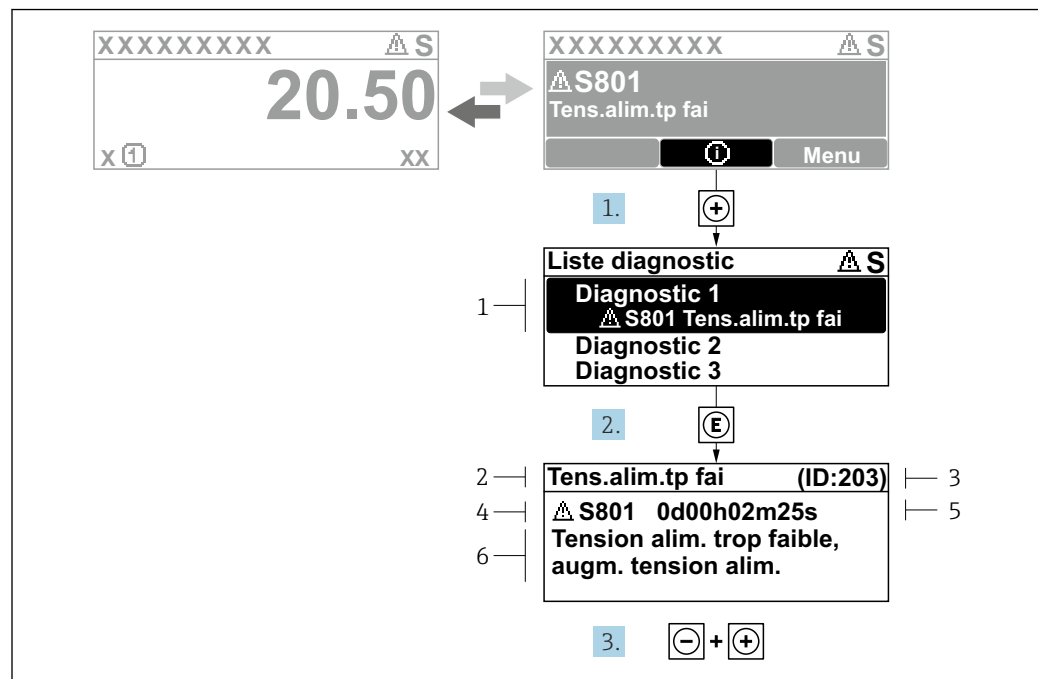 XXXXXXXXX ⚠ S
20.50
x ① xx
XXXXXXXXX ⚠ S
⚠ S801
Tens.alim.tp fai
ⓘ Menu
1. +
Liste diagnostic ⚠ S
1
Diagnostic 1
⚠ S801 Tens.alim.tp fai
Diagnostic 2
Diagnostic 3
2. E
2 Tens.alim.tp fai (ID:203) 3
4 ⚠ S801 0d00h02m25s 5
6
Tension alim. trop faible,
augm. tension alim.
3. − + +